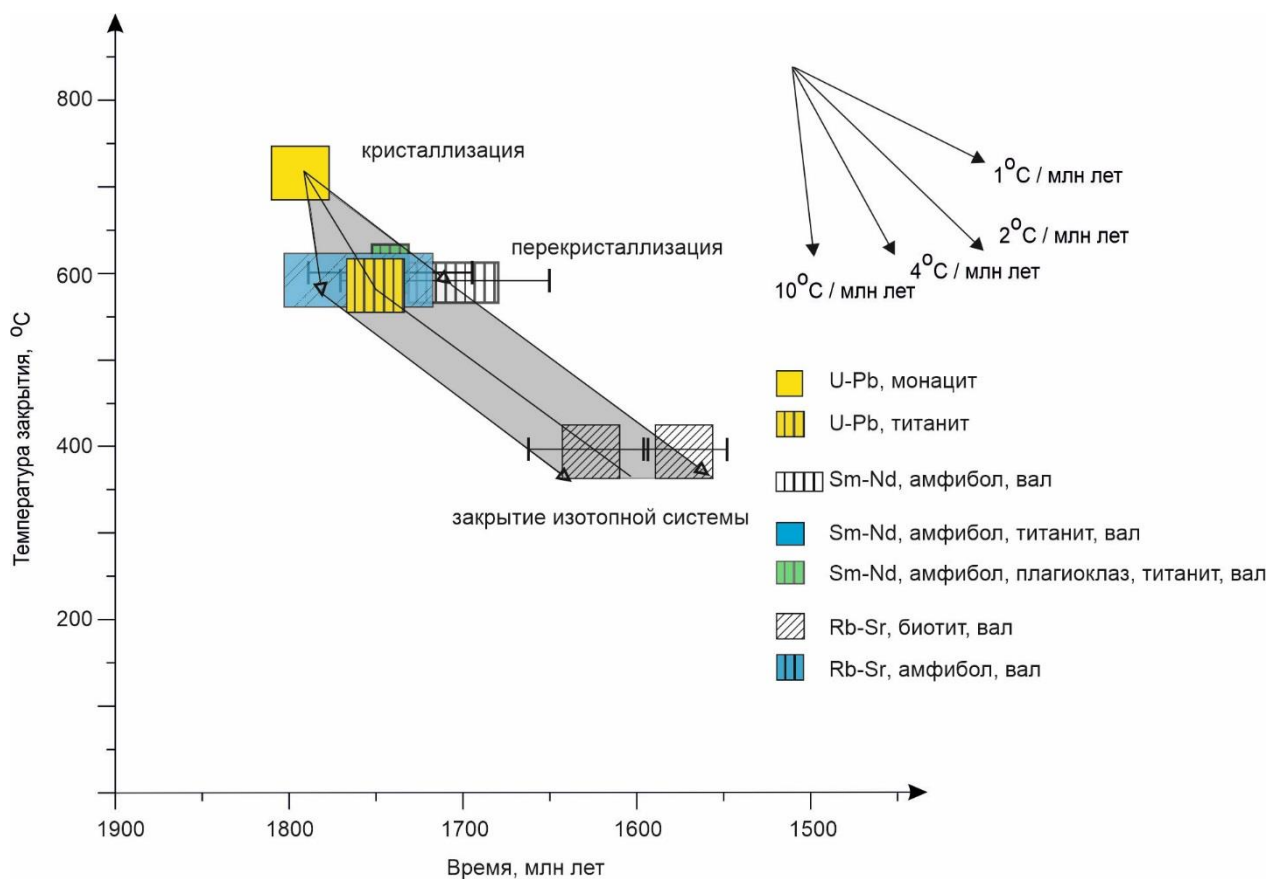 800
600
400
200
Температура закрытия, °C
1900
1800
1700
1600
1500
Время, млн лет
кристаллизация
перекристаллизация
закрытие изотопной системы
1°C / млн лет
2°C / млн лет
4°C / млн лет
10°C / млн лет
U-Pb, монацит
U-Pb, титанит
Sm-Nd, амфибол, вал
Sm-Nd, амфибол, титанит, вал
Sm-Nd, амфибол, плагиоклаз, титанит, вал
Rb-Sr, биотит, вал
Rb-Sr, амфибол, вал